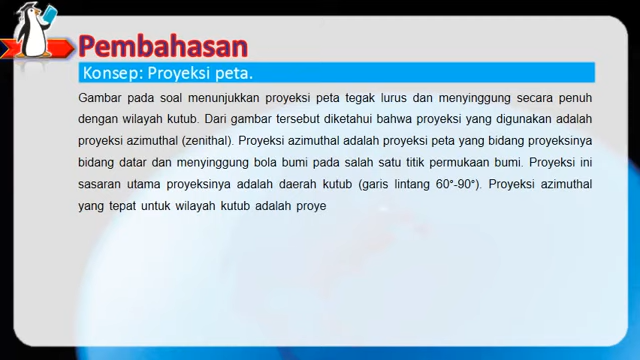 Pembahasan
Konsep: Proyeksi peta.
Gambar pada soal menunjukkan proyeksi peta tegak lurus dan menyinggung secara penuh
dengan wilayah kutub. Dari gambar tersebut diketahui bahwa proyeksi yang digunakan adalah
proyeksi azimuthal (zenithal). Proyeksi azimuthal adalah proyeksi peta yang bidang proyeksinya
bidang datar dan menyinggung bola bumi pada salah satu titik permukaan bumi. Proyeksi ini
sasaran utama proyeksinya adalah daerah kutub (garis lintang 60°-90°). Proyeksi azimuthal
yang tepat untuk wilayah kutub adalah proye